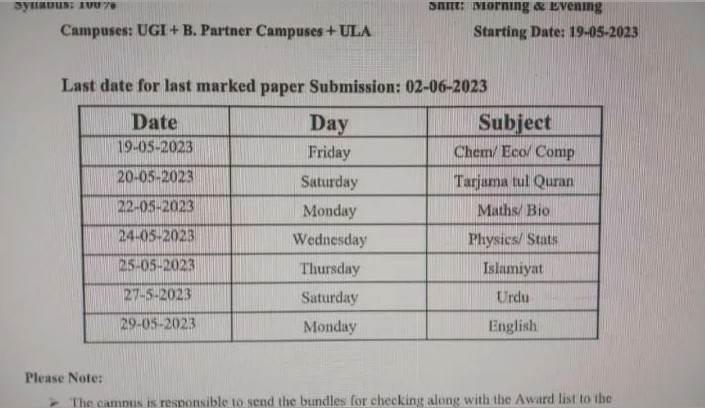 Syllabus: 100%
Shift: Morning & Evening
Campuses: UGI + B. Partner Campuses + ULA
Starting Date: 19-05-2023
Last date for last marked paper Submission: 02-06-2023
Date Day Subject
19-05-2023 Friday Chem/ Eco/ Comp
20-05-2023 Saturday Tarjama tul Quran
22-05-2023 Monday Maths/ Bio
24-05-2023 Wednesday Physics/ Stats
25-05-2023 Thursday Islamiyat
27-5-2023 Saturday Urdu
29-05-2023 Monday English
Please Note:
➤ The campus is responsible to send the bundles for checking along with the Award list to the